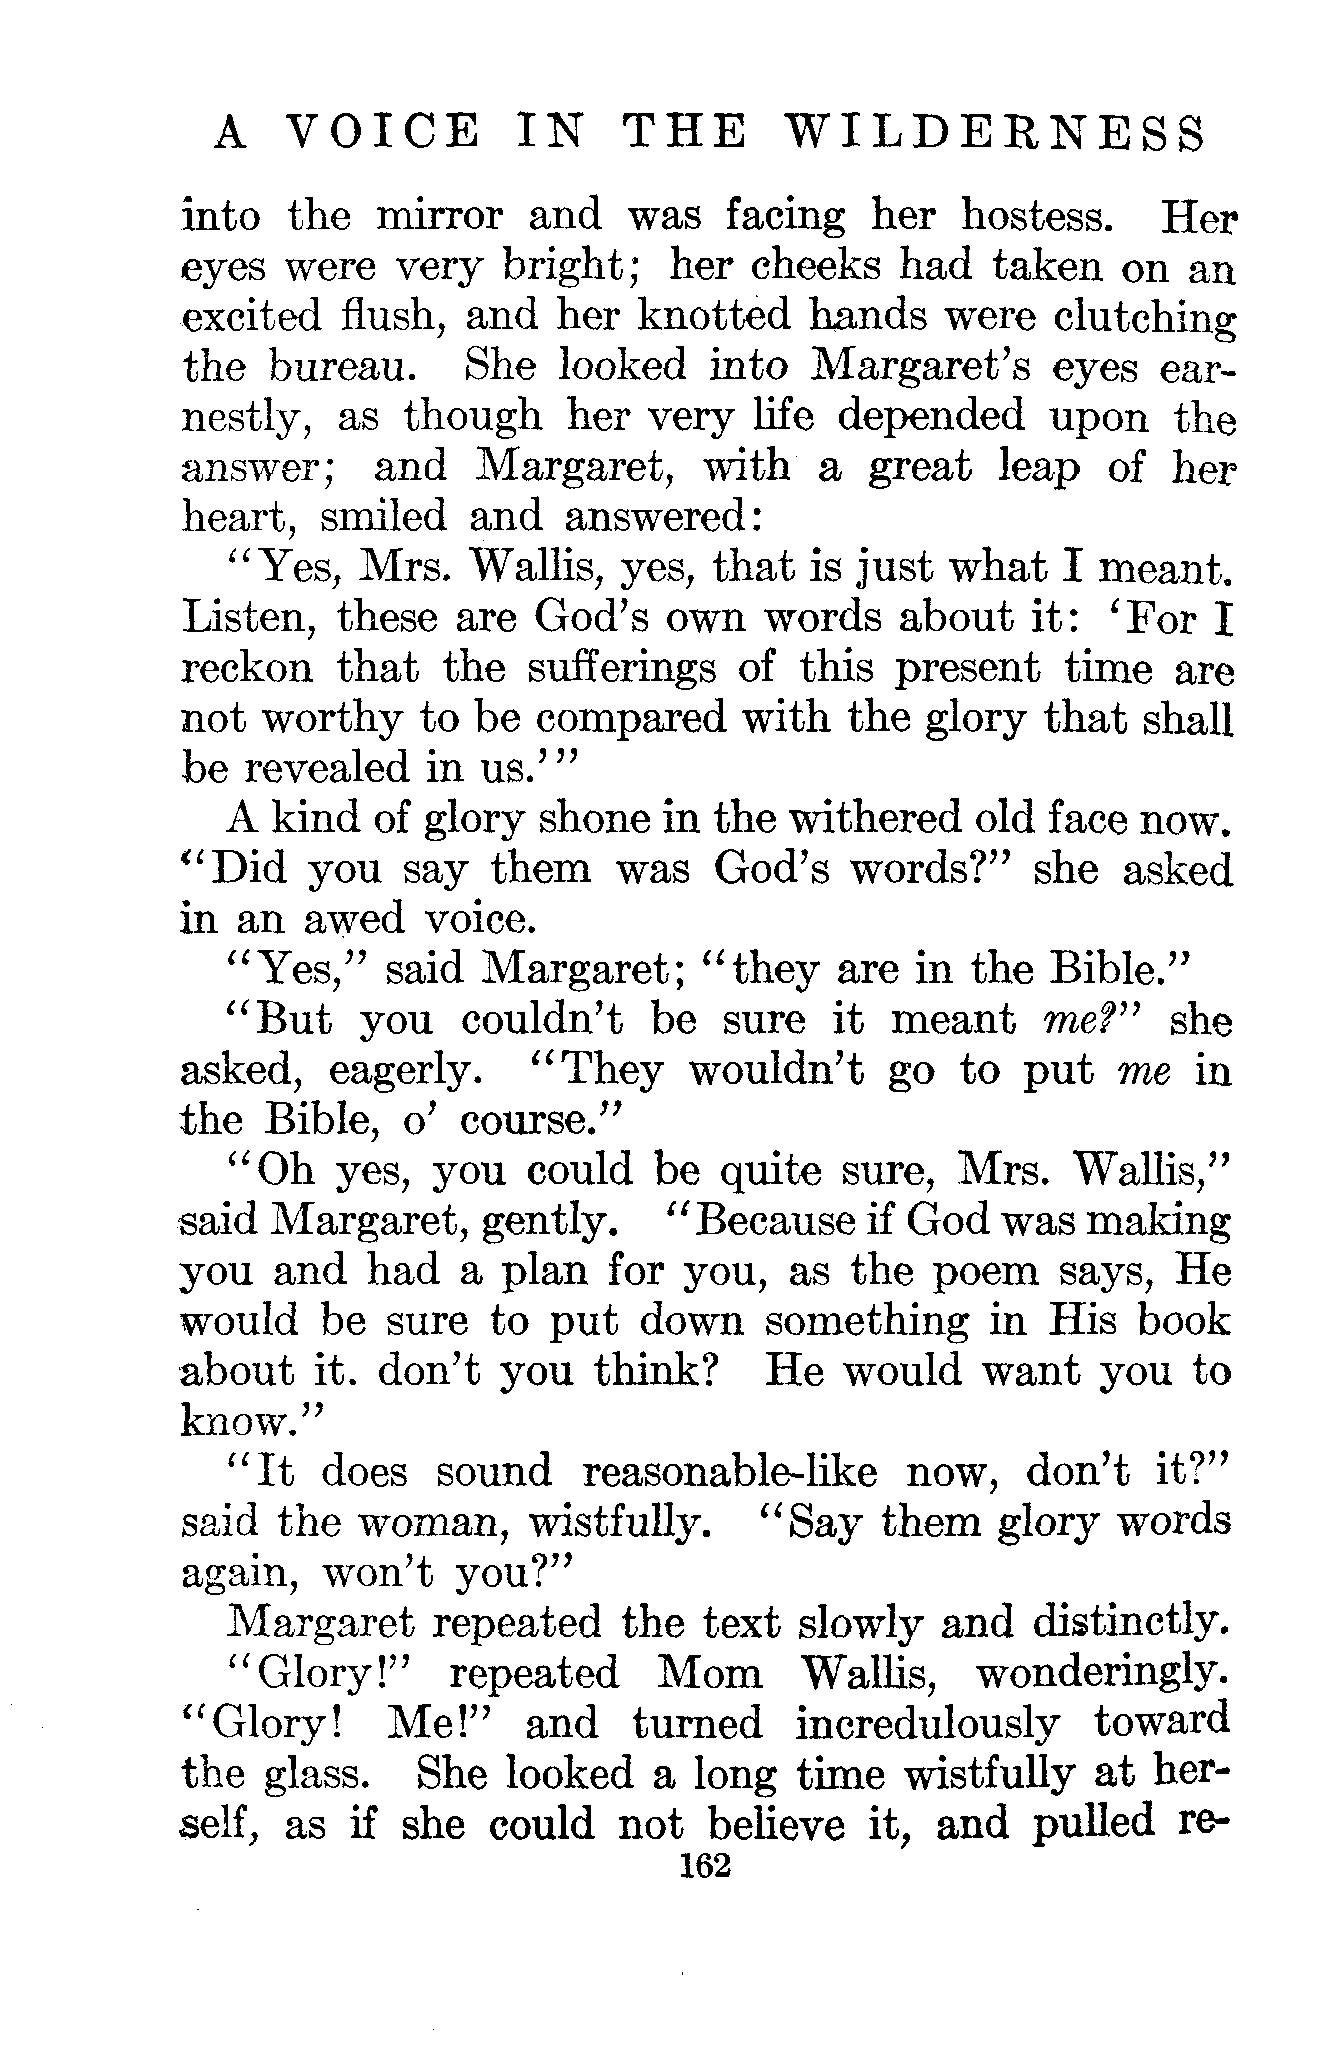 A VOICE IN THE WILDERNESS
into the mirror and was facing her hostess. Her
eyes were very bright; her cheeks had taken on an
excited flush, and her knotted hands were clutching
the bureau. She looked into Margaret's eyes ear-
nestly, as though her very life depended upon the
answer; and Margaret, with a great leap of her
heart, smiled and answered:
"Yes, Mrs. Wallis, yes, that is just what I meant.
Listen, these are God's own words about it: 'For I
reckon that the sufferings of this present time are
not worthy to be compared with the glory that shall
be revealed in us.'"
A kind of glory shone in the withered old face now.
"Did you say them was God's words?" she asked
in an awed voice.
"Yes," said Margaret; "they are in the Bible."
"But you couldn't be sure it meant me?" she
asked, eagerly. "They wouldn't go to put me in
the Bible, o' course."
"Oh yes, you could be quite sure, Mrs. Wallis,"
said Margaret, gently. "Because if God was making
you and had a plan for you, as the poem says, He
would be sure to put down something in His book
about it. don't you think? He would want you to
know."
"It does sound reasonable-like now, don't it?"
said the woman, wistfully. "Say them glory words
again, won't you?"
Margaret repeated the text slowly and distinctly.
"Glory!" repeated Mom Wallis, wonderingly.
"Glory! Me!" and turned incredulously toward
the glass. She looked a long time wistfully at her-
self, as if she could not believe it, and pulled re-
162